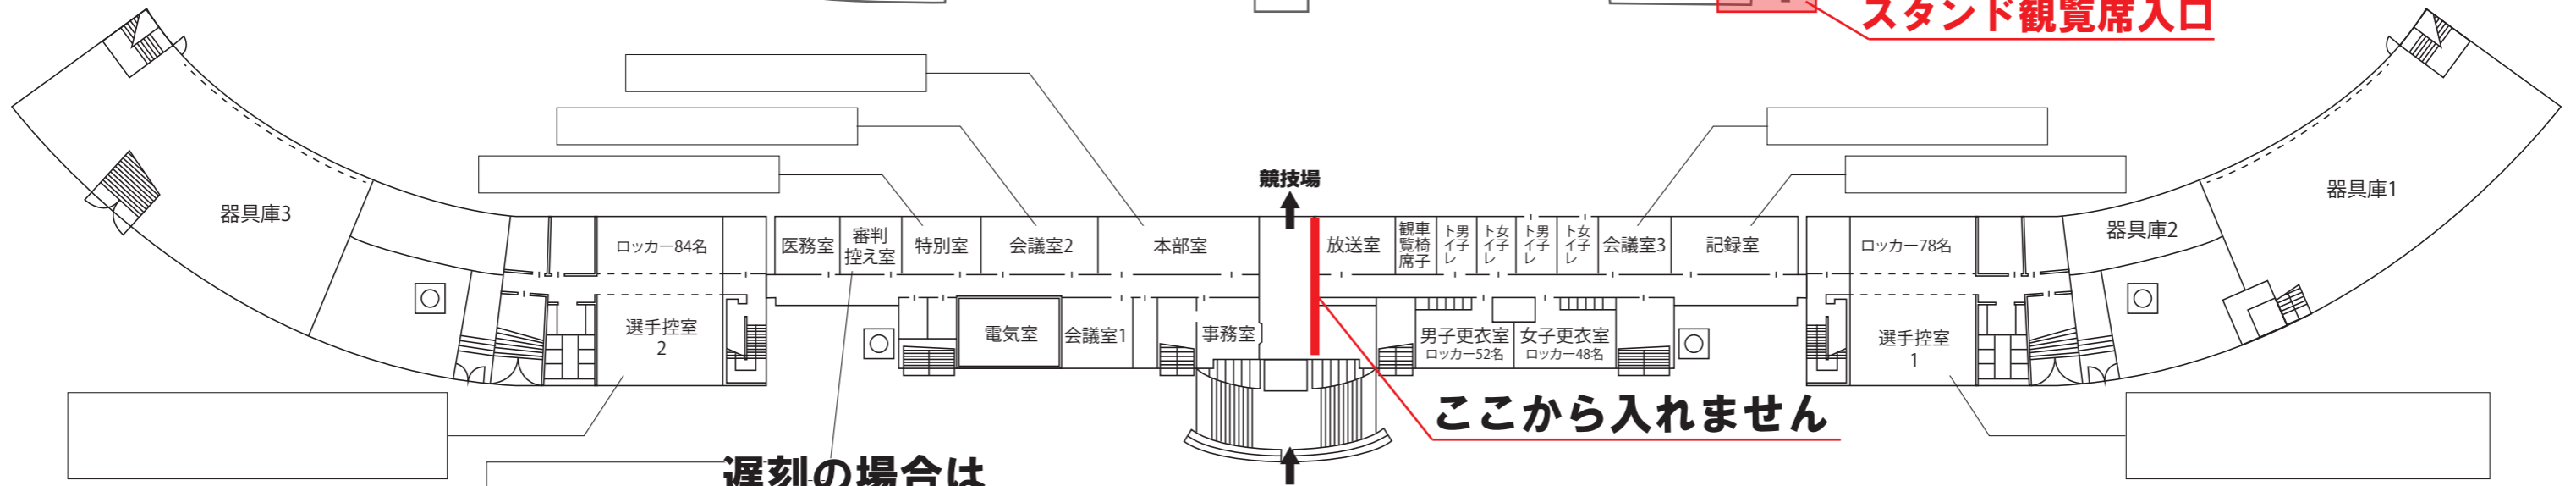 スタンド観覧席入口
競技場
器具庫3
ロッカー84名
医務室
審判
控え室
特別室
会議室2
本部室
放送室
車椅子
観覧席
男子
トイレ
女子
トイレ
男子
トイレ
女子
トイレ
会議室3
記録室
ロッカー78名
器具庫2
器具庫1
選手控室
2
電気室
会議室1
事務室
男子更衣室
ロッカー52名
女子更衣室
ロッカー48名
選手控室
1
ここから入れません
遅刻の場合は